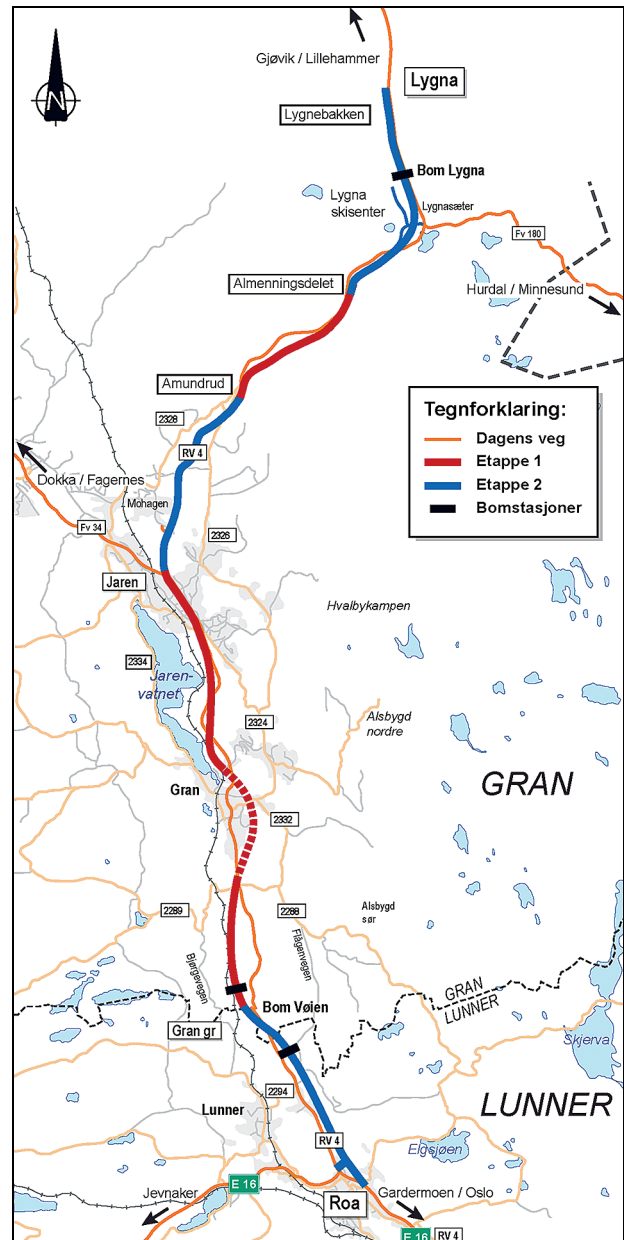 Gjøvik / Lillehammer
Lygna
Lygnebakken
N
Bom Lygna
Lygna
skisenter
Lygnasæter
Fv 180
Almenningsdelet
Hurdal / Minnesund
Amundrud
2328
RV 4
Tegnforklaring:
Dagens veg
Etappe 1
Etappe 2
Bomstasjoner
Dokka / Fagernes
Mohagen
Fv 34
2326
Jaren
Hvalbykampen
2334
Jaren-
vatnet
2324
Alsbygd
nordre
Gran
GRAN
2332
2289
2288
Alsbygd
sør
Bjørgevegen
Flågenvegen
GRAN
LUNNER
Bom Vøien
Gran gr
Skjerva
2294
Lunner
LUNNER
RV 4
Elgsjøen
E 16
Jevnaker
Roa
Gardermoen / Oslo
E 16
RV 4